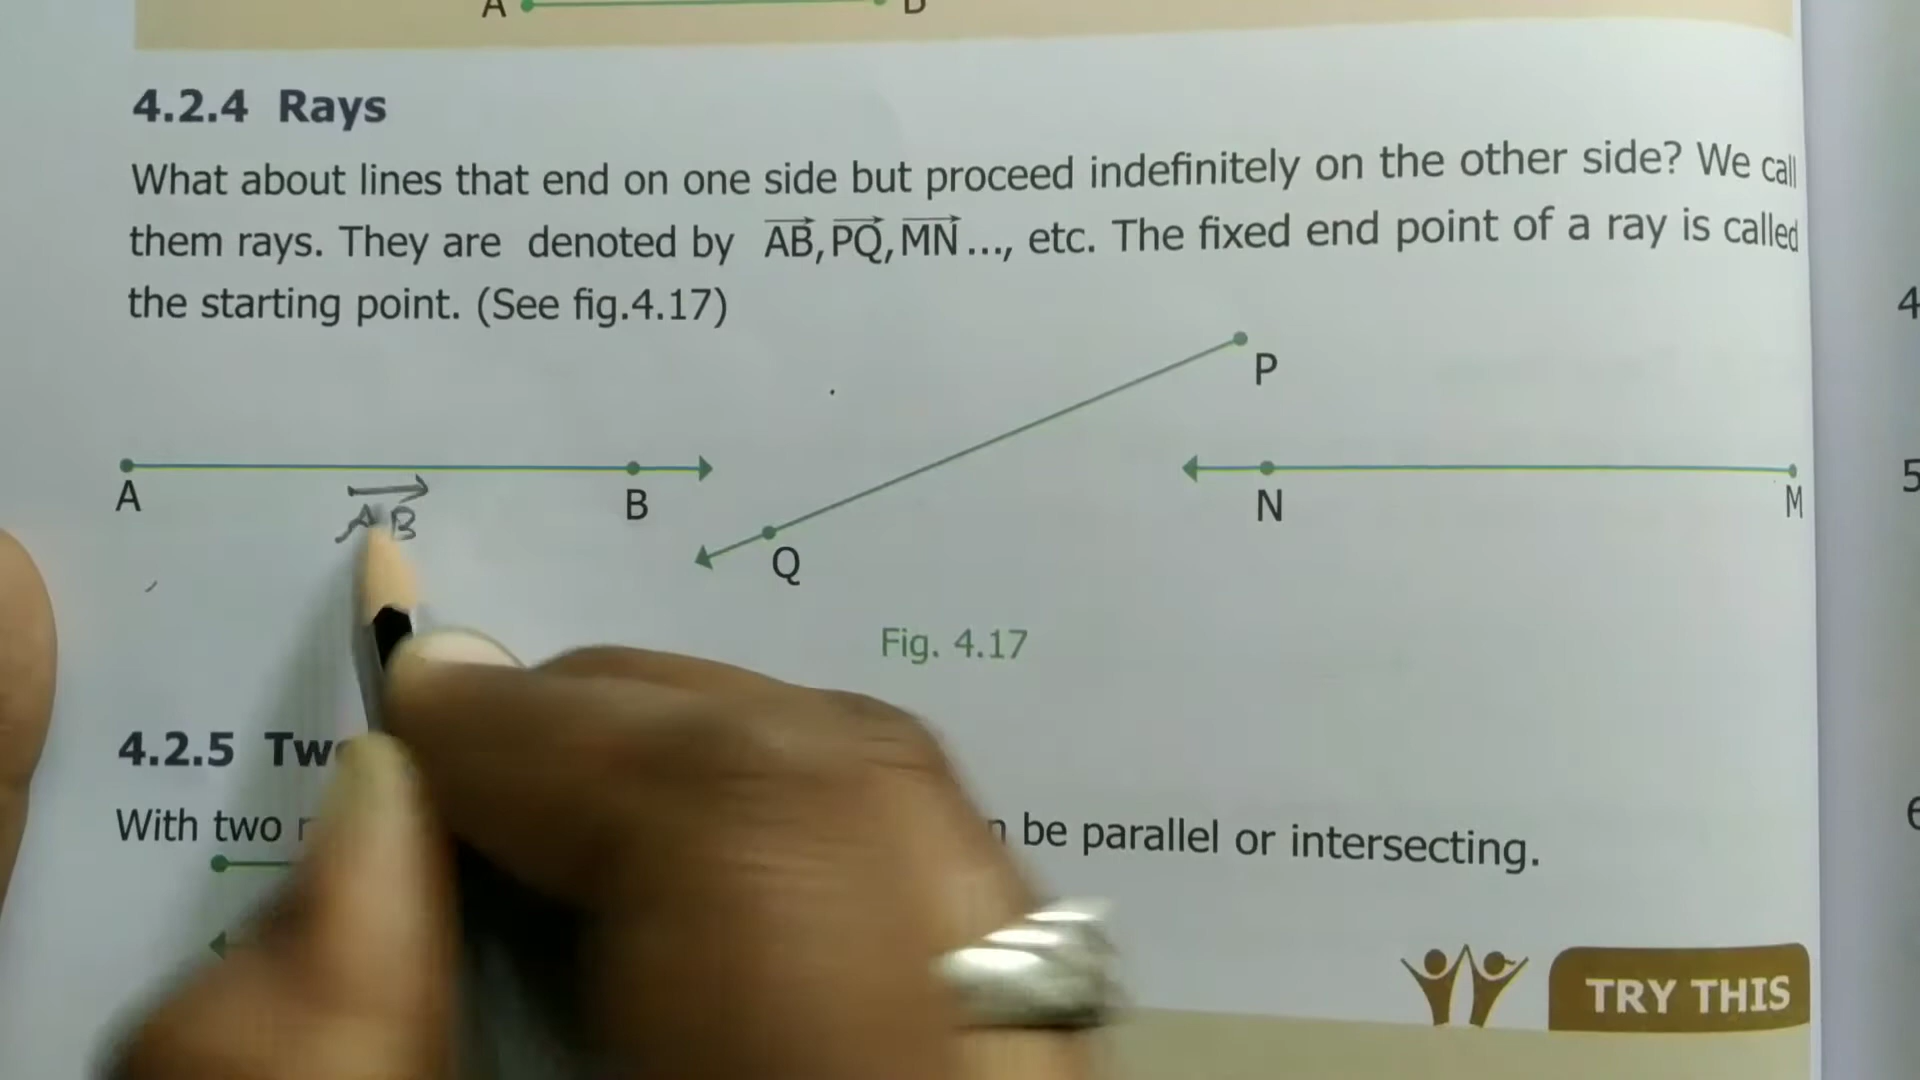 A
4.2.4 Rays
What about lines that end on one side but proceed indefinitely on the other side? We call
them rays. They are denoted by AB, PQ, MN ..., etc. The fixed end point of a ray is called
the starting point. (See fig.4.17)
P
A
B
N
M
AB
Q
Fig. 4.17
4.2.5
With two
be parallel or intersecting.
TRY THIS
4
5
6